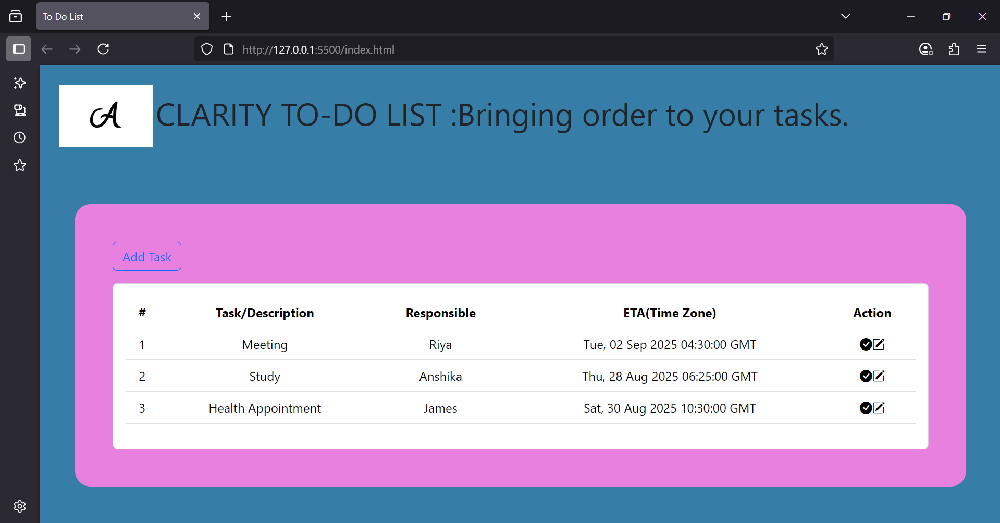 To Do List
http://127.0.0.1:5500/index.html
A CLARITY TO-DO LIST :Bringing order to your tasks.
Add Task
# Task/Description Responsible ETA(Time Zone) Action
1 Meeting Riya Tue, 02 Sep 2025 04:30:00 GMT
2 Study Anshika Thu, 28 Aug 2025 06:25:00 GMT
3 Health Appointment James Sat, 30 Aug 2025 10:30:00 GMT